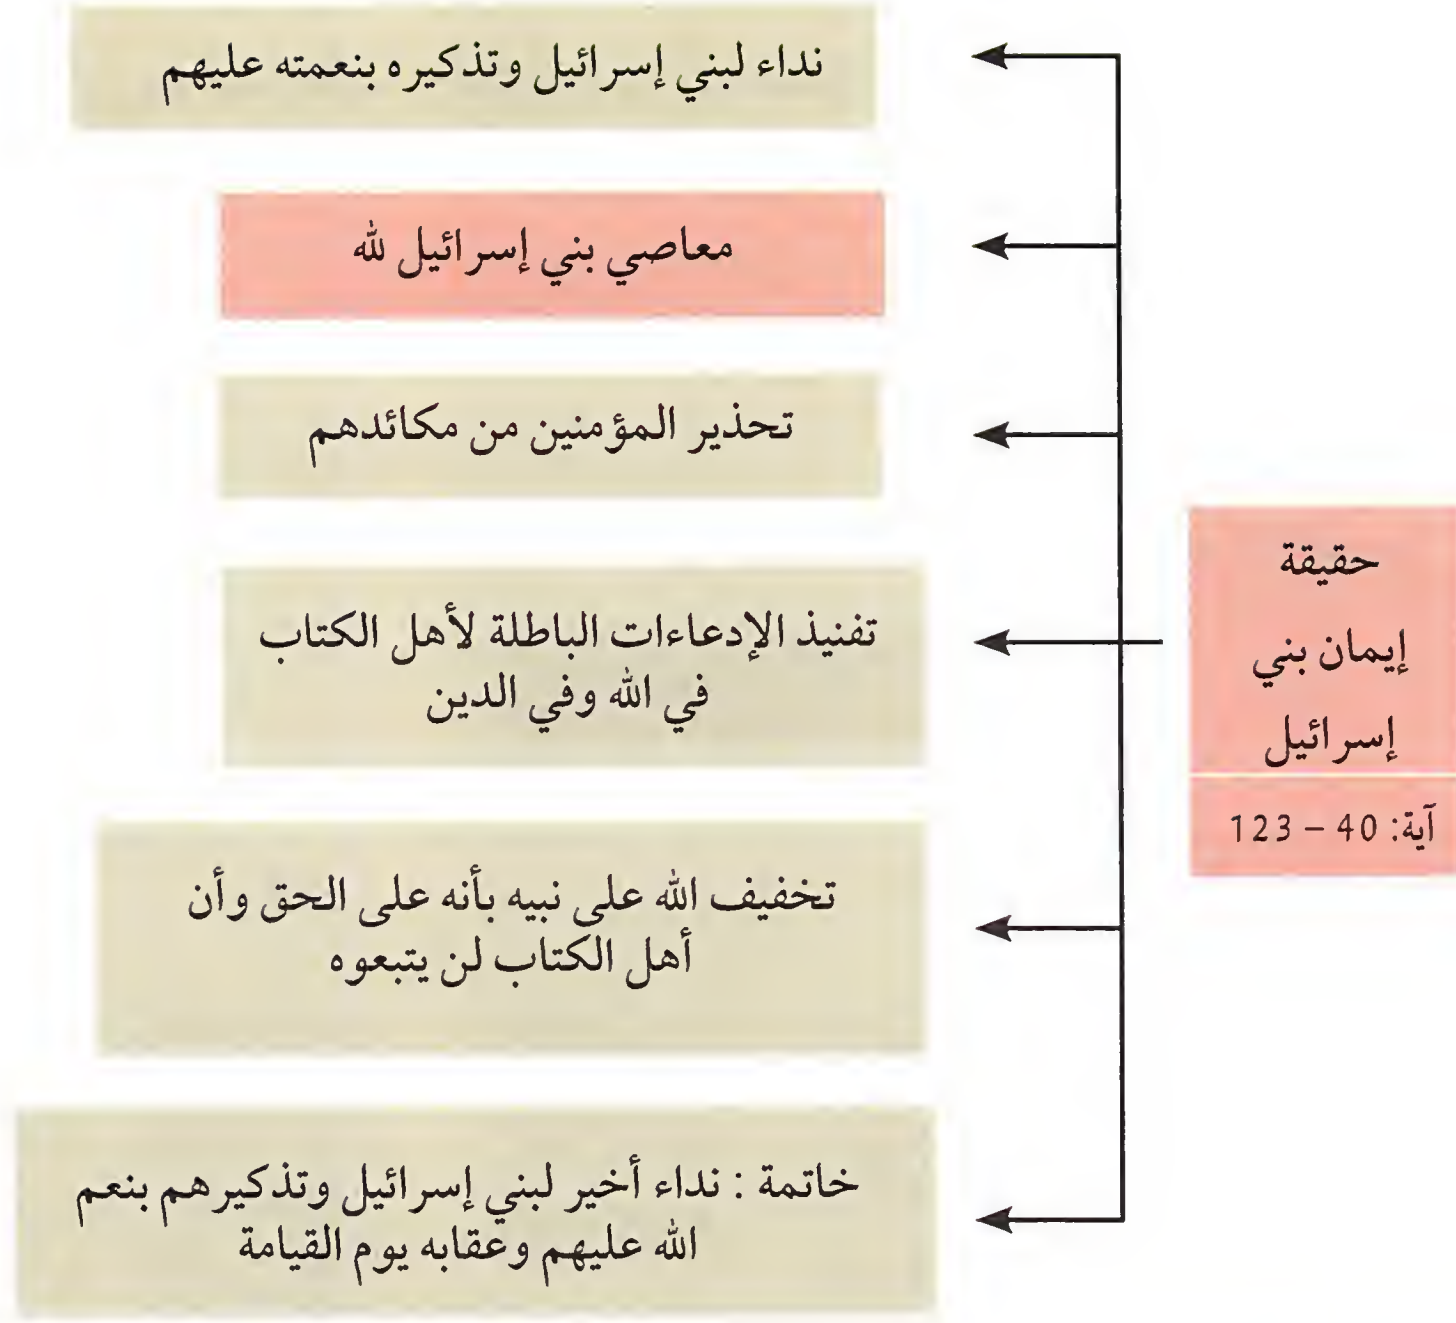 حقيقة
إيمان بني
إسرائيل
آية: 40 – 123
نداء لبني إسرائيل وتذكيره بنعمته عليهم
معاصي بني إسرائيل لله
تحذير المؤمنين من مكائدهم
تفنيذ الإدعاءات الباطلة لأهل الكتاب
في الله وفي الدين
تخفيف الله على نبيه بأنه على الحق وأن
أهل الكتاب لن يتبعوه
خاتمة : نداء أخير لبني إسرائيل وتذكيرهم بنعم
الله عليهم وعقابه يوم القيامة